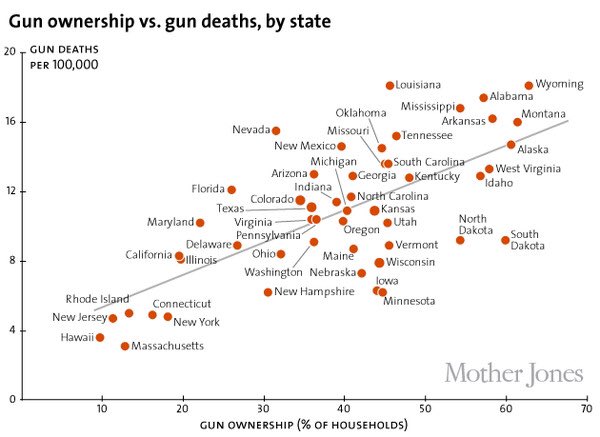 Gun ownership vs. gun deaths, by state
20
GUN DEATHS
PER 100,000
Louisiana
Wyoming
Alabama
Mississippi
Oklahoma
Arkansas
Montana
16
Nevada
Missouri
Tennessee
New Mexico
Alaska
Michigan
South Carolina
Arizona
Georgia
Kentucky
West Virginia
Idaho
12
Florida
Indiana
Colorado
North Carolina
Texas
Kansas
Maryland
Virginia
Utah
North
Dakota
Pennsylvania
Oregon
South
Dakota
Delaware
Vermont
California
Illinois
Ohio
Maine
8
Washington
Wisconsin
Nebraska
Iowa
New Hampshire
Minnesota
Rhode Island
Connecticut
New Jersey
New York
4
Hawaii
Massachusetts
Mother Jones
0
10
20
30
40
50
60
70
GUN OWNERSHIP (% OF HOUSEHOLDS)